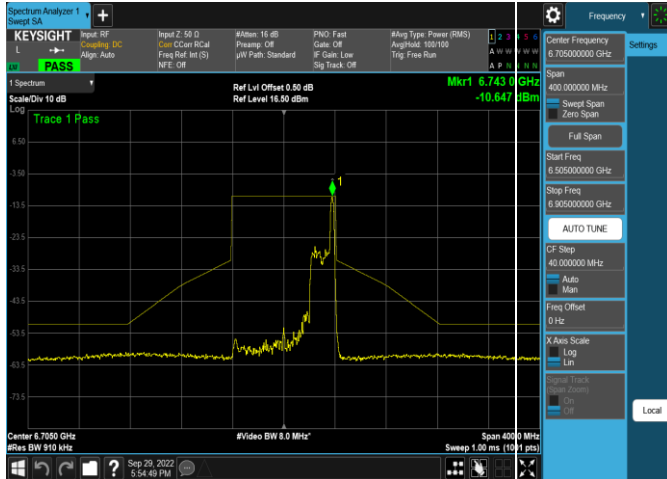 Spectrum Analyzer 1
Swept SA
+
Frequency
KEYSIGHT
L
PASS
Input: RF
Coupling: DC
Align: Auto
Input Z: 50 Ω
Corr CCorr RCal
Freq Ref: Int (S)
NFE: Off
#Atten: 16 dB
Preamp: Off
µW Path: Standard
PNO: Fast
Gate: Off
IF Gain: Low
Sig Track: Off
#Avg Type: Power (RMS)
Avg|Hold: 100/100
Trig: Free Run
1 2 3 4 5 6
A W W W W W
A P N N N N
1 Spectrum
Scale/Div 10 dB
Log
Ref Lvl Offset 0.50 dB
Ref Level 16.50 dBm
Mkr1 6.743 0 GHz
-10.647 dBm
Trace 1 Pass
1
6.50
-3.50
-13.5
-23.5
-33.5
-43.5
-53.5
-63.5
-73.5
Center 6.7050 GHz
#Res BW 910 kHz
#Video BW 8.0 MHz*
Span 400.0 MHz
Sweep 1.00 ms (1001 pts)
Sep 29, 2022
5:54:49 PM
?
Center Frequency
6.705000000 GHz
Settings
Span
400.000000 MHz
Swept Span
Zero Span
Full Span
Start Freq
6.505000000 GHz
Stop Freq
6.905000000 GHz
AUTO TUNE
CF Step
40.000000 MHz
Auto
Man
Freq Offset
0 Hz
X Axis Scale
Log
Lin
Signal Track
(Span Zoom)
On
Off
Local